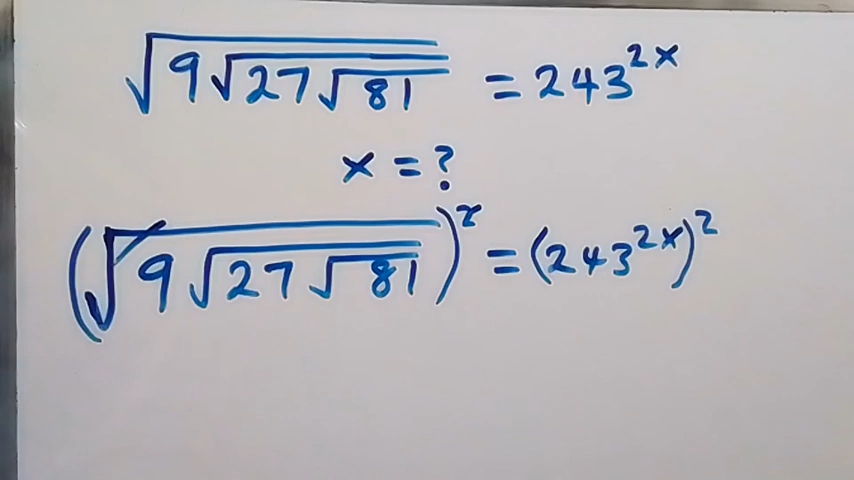 √(9√(27√81)) = 243^(2x)
x = ?
(√(9√(27√81)))^2 = (243^(2x))^2